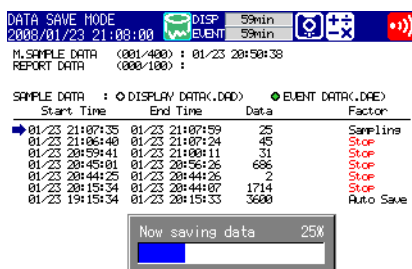 DATA SAVE MODE DISP 59min
2008/01/23 21:08:00 EVENT 59min
M.SAMPLE DATA (001/400) : 01/23 20:50:38
REPORT DATA (000/100) :
SAMPLE DATA : DISPLAY DATA(.DAD) EVENT DATA(.DAE)
Start Time End Time Data Factor
01/23 21:07:35 01/23 21:07:59 25 Sampling
01/23 21:06:40 01/23 21:07:24 45 Stop
01/23 20:59:41 01/23 21:00:11 31 Stop
01/23 20:45:01 01/23 20:56:26 686 Stop
01/23 20:44:25 01/23 20:44:26 2 Stop
01/23 20:15:34 01/23 20:44:07 1714 Stop
01/23 19:15:34 01/23 20:15:33 3600 Auto Save
Now saving data 25%